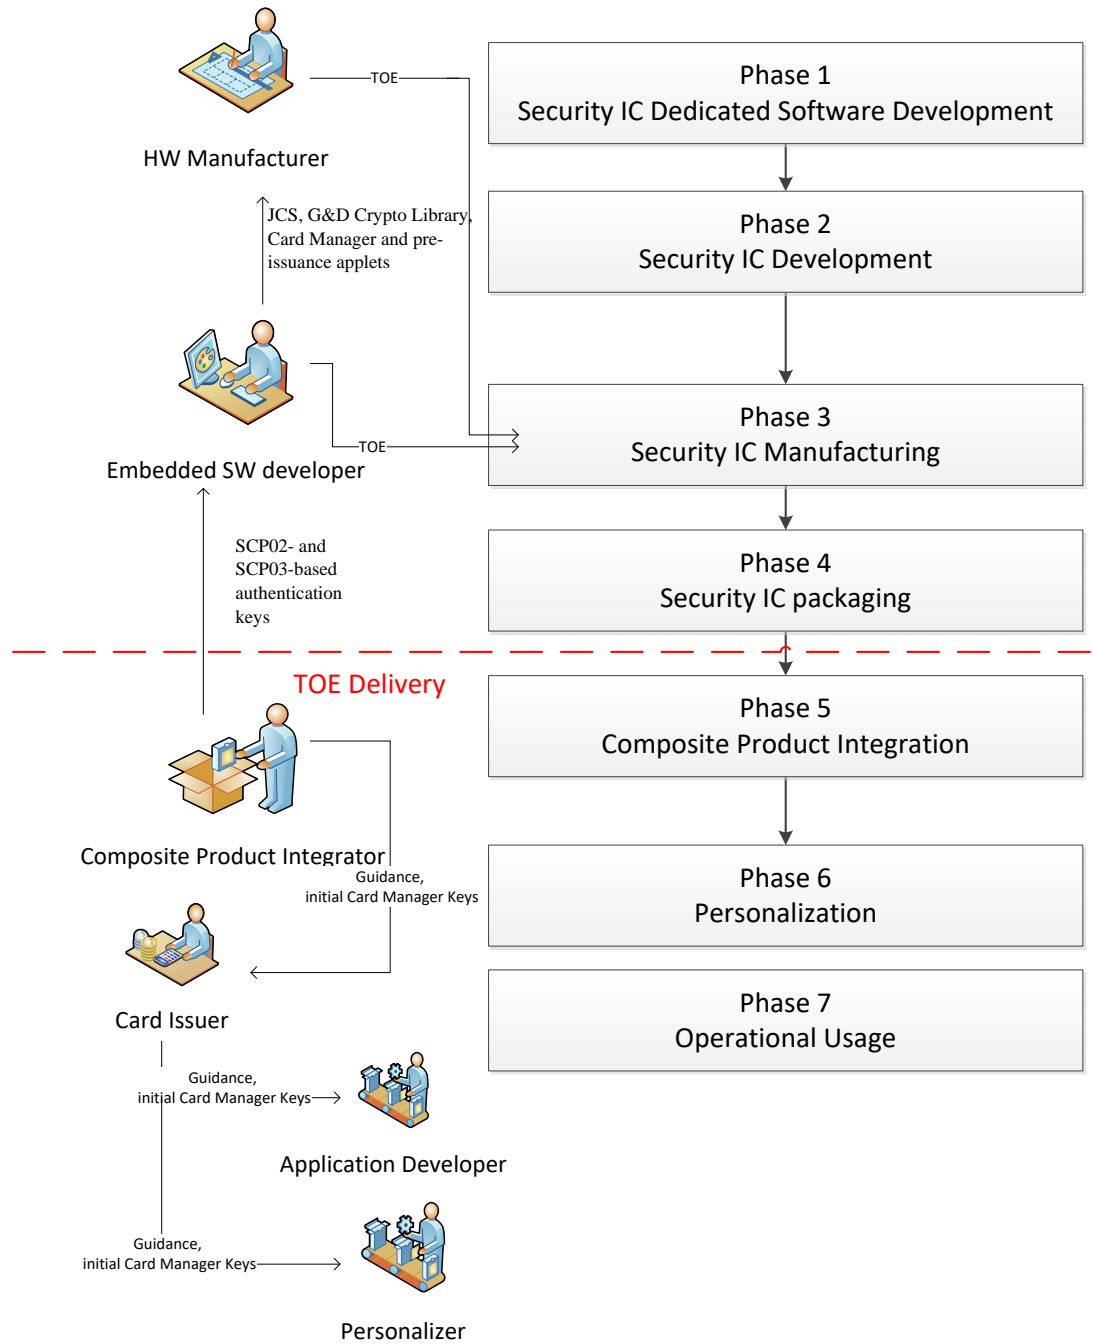 Phase 1
Security IC Dedicated Software Development
TOE
HW Manufacturer
JCS, G&D Crypto Library,
Card Manager and pre-
issuance applets
Phase 2
Security IC Development
Phase 3
Security IC Manufacturing
TOE
Embedded SW developer
SCP02- and
SCP03-based
authentication
keys
Phase 4
Security IC packaging
TOE Delivery
Phase 5
Composite Product Integration
Composite Product Integrator
Guidance,
initial Card Manager Keys
Phase 6
Personalization
Card Issuer
Phase 7
Operational Usage
Guidance,
initial Card Manager Keys
Application Developer
Guidance,
initial Card Manager Keys
Personalizer